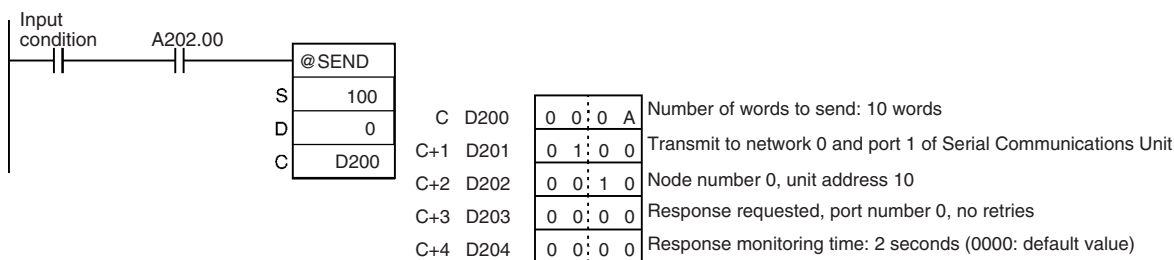 Input
condition
A202.00
@SEND
S 100
D 0
C D200
C D200 0 0 0 A Number of words to send: 10 words
C+1 D201 0 1 0 0 Transmit to network 0 and port 1 of Serial Communications Unit
C+2 D202 0 0 1 0 Node number 0, unit address 10
C+3 D203 0 0 0 0 Response requested, port number 0, no retries
C+4 D204 0 0 0 0 Response monitoring time: 2 seconds (0000: default value)